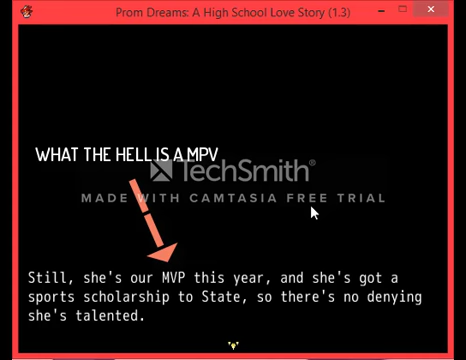 Prom Dreams: A High School Love Story (1.3)
WHAT THE HELL IS A MPV
TechSmith®
MADE WITH CAMTASIA FREE TRIAL
Still, she's our MVP this year, and she's got a
sports scholarship to State, so there's no denying
she's talented.